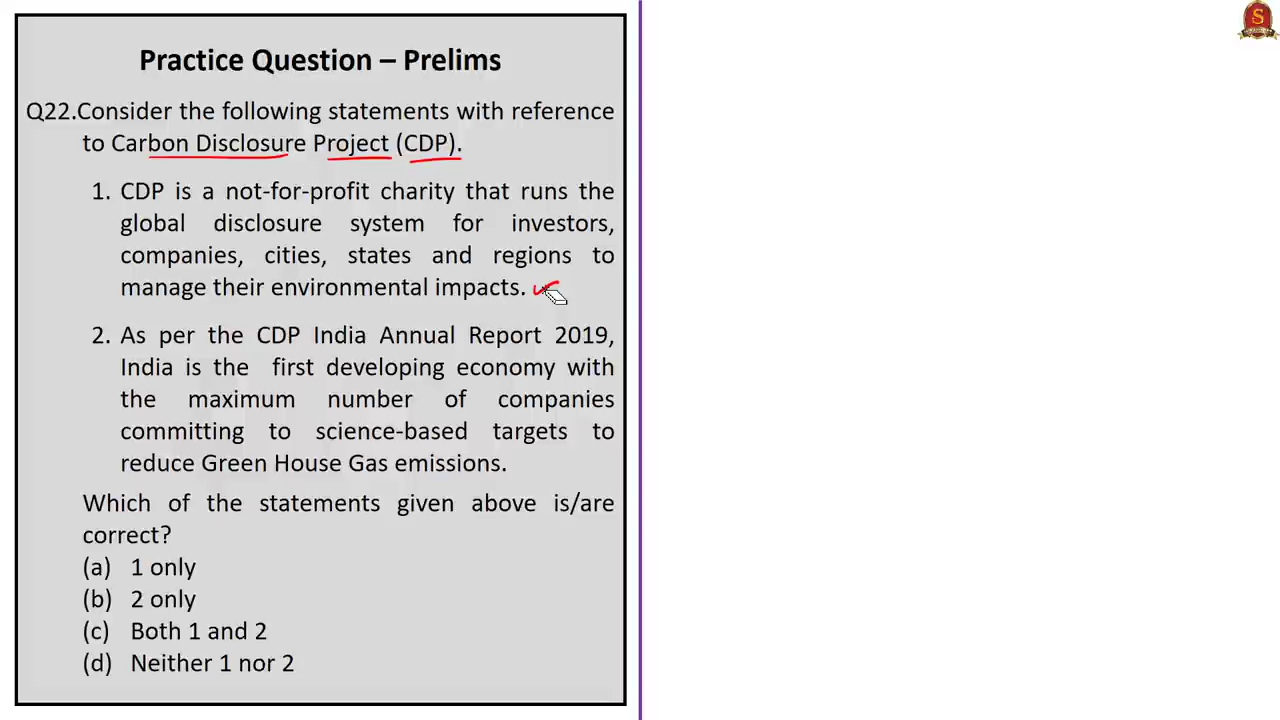 Practice Question – Prelims
Q22.Consider the following statements with reference
to Carbon Disclosure Project (CDP).
1. CDP is a not-for-profit charity that runs the
global disclosure system for investors,
companies, cities, states and regions to
manage their environmental impacts.
2. As per the CDP India Annual Report 2019,
India is the first developing economy with
the maximum number of companies
committing to science-based targets to
reduce Green House Gas emissions.
Which of the statements given above is/are
correct?
(a) 1 only
(b) 2 only
(c) Both 1 and 2
(d) Neither 1 nor 2
S